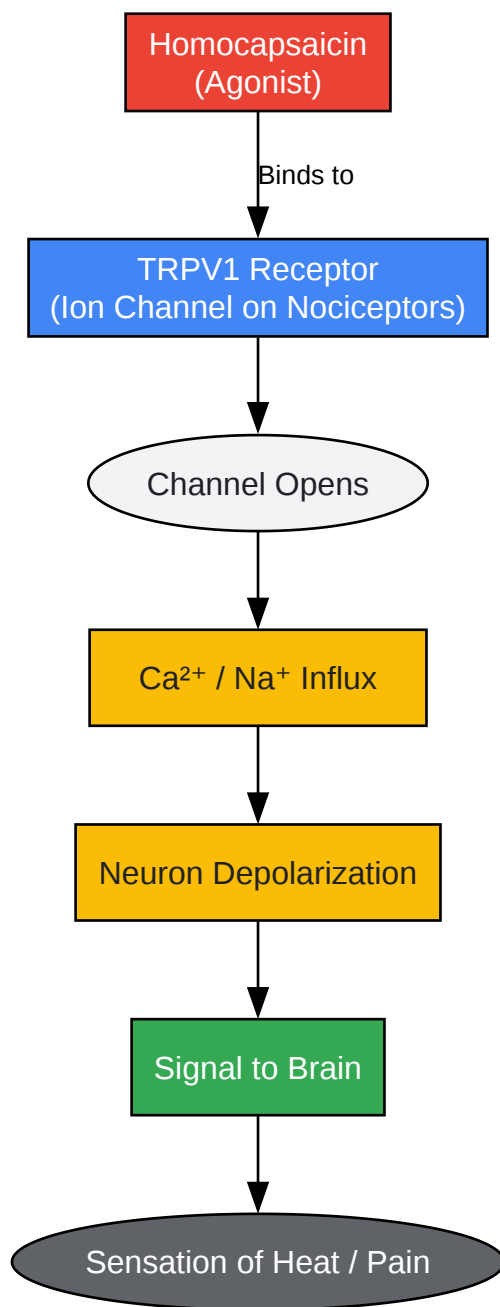 Homocapsaicin
(Agonist)
Binds to
TRPV1 Receptor
(Ion Channel on Nociceptors)
Channel Opens
Ca²⁺ / Na⁺ Influx
Neuron Depolarization
Signal to Brain
Sensation of Heat / Pain